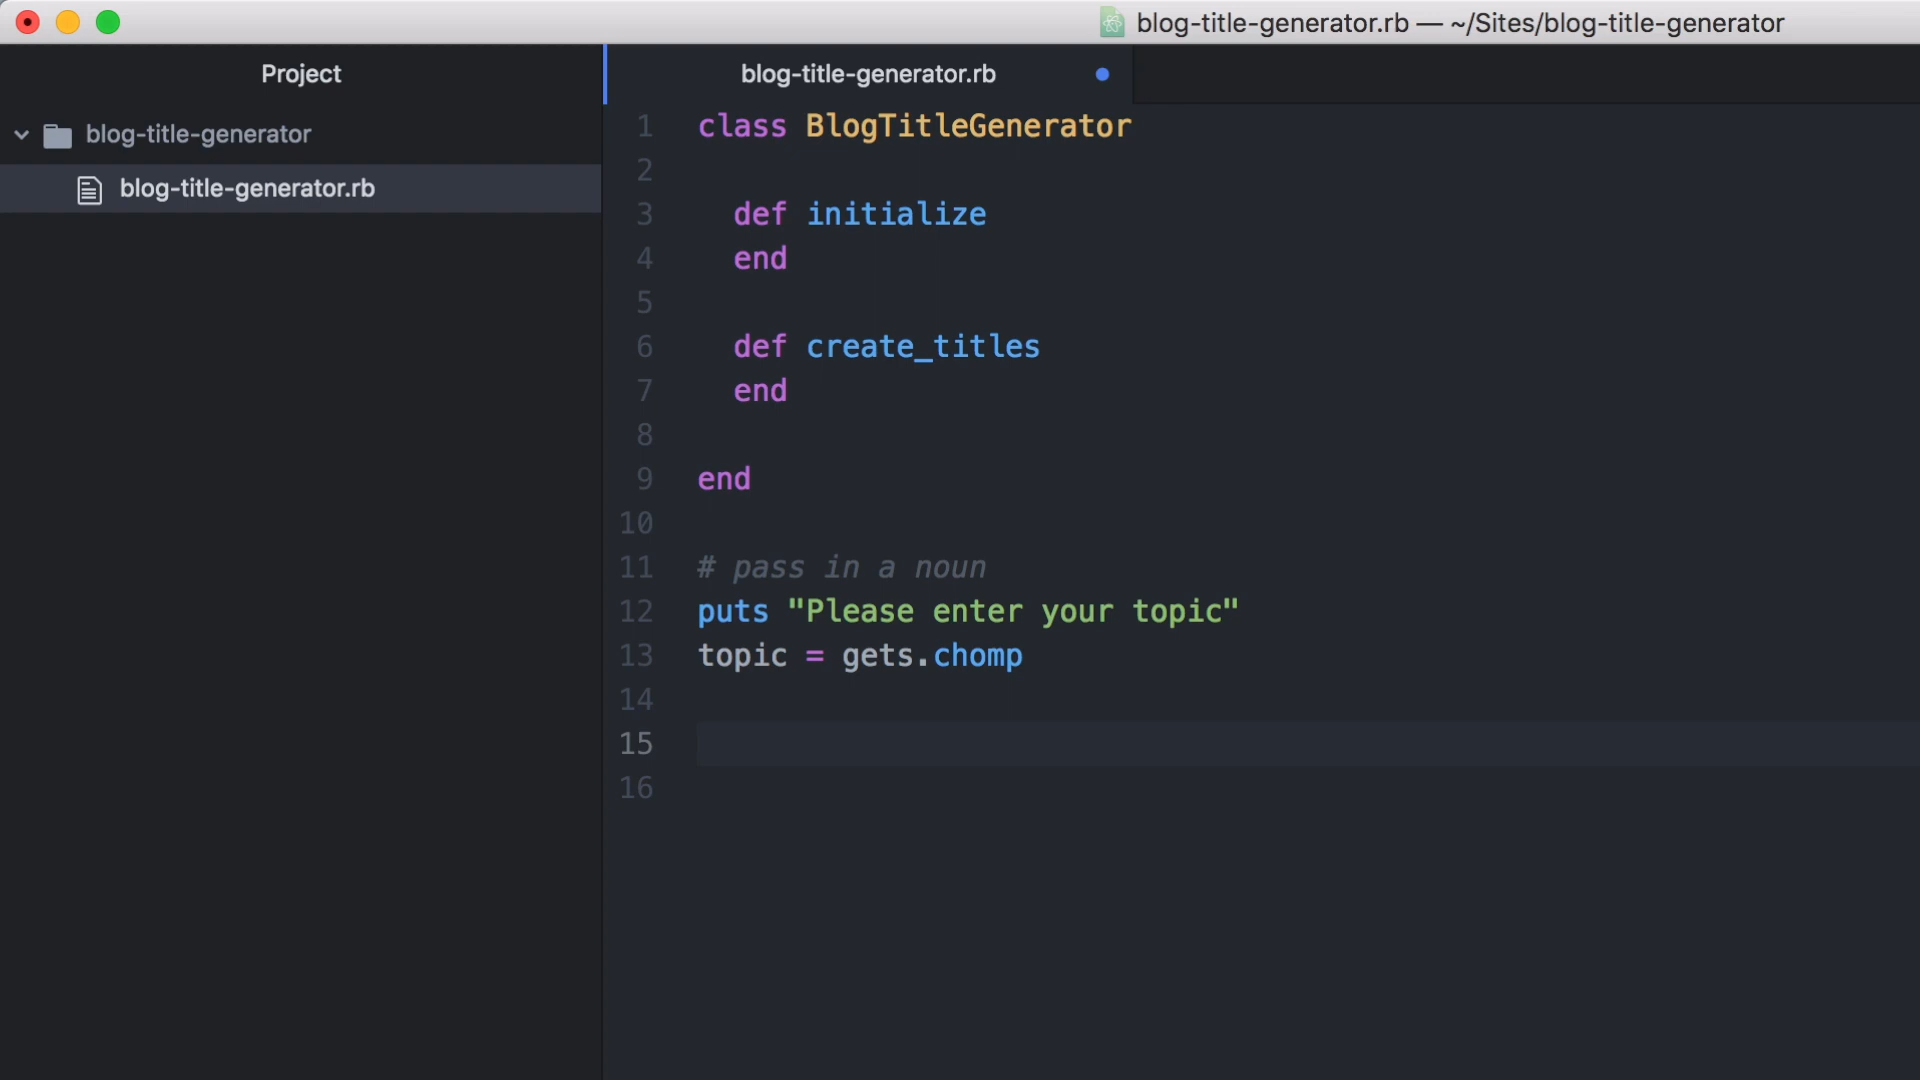 blog-title-generator.rb — ~/Sites/blog-title-generator
Project
blog-title-generator
blog-title-generator.rb
blog-title-generator.rb
1 class BlogTitleGenerator
2
3   def initialize
4   end
5
6   def create_titles
7   end
8
9 end
10
11 # pass in a noun
12 puts "Please enter your topic"
13 topic = gets.chomp
14
15
16